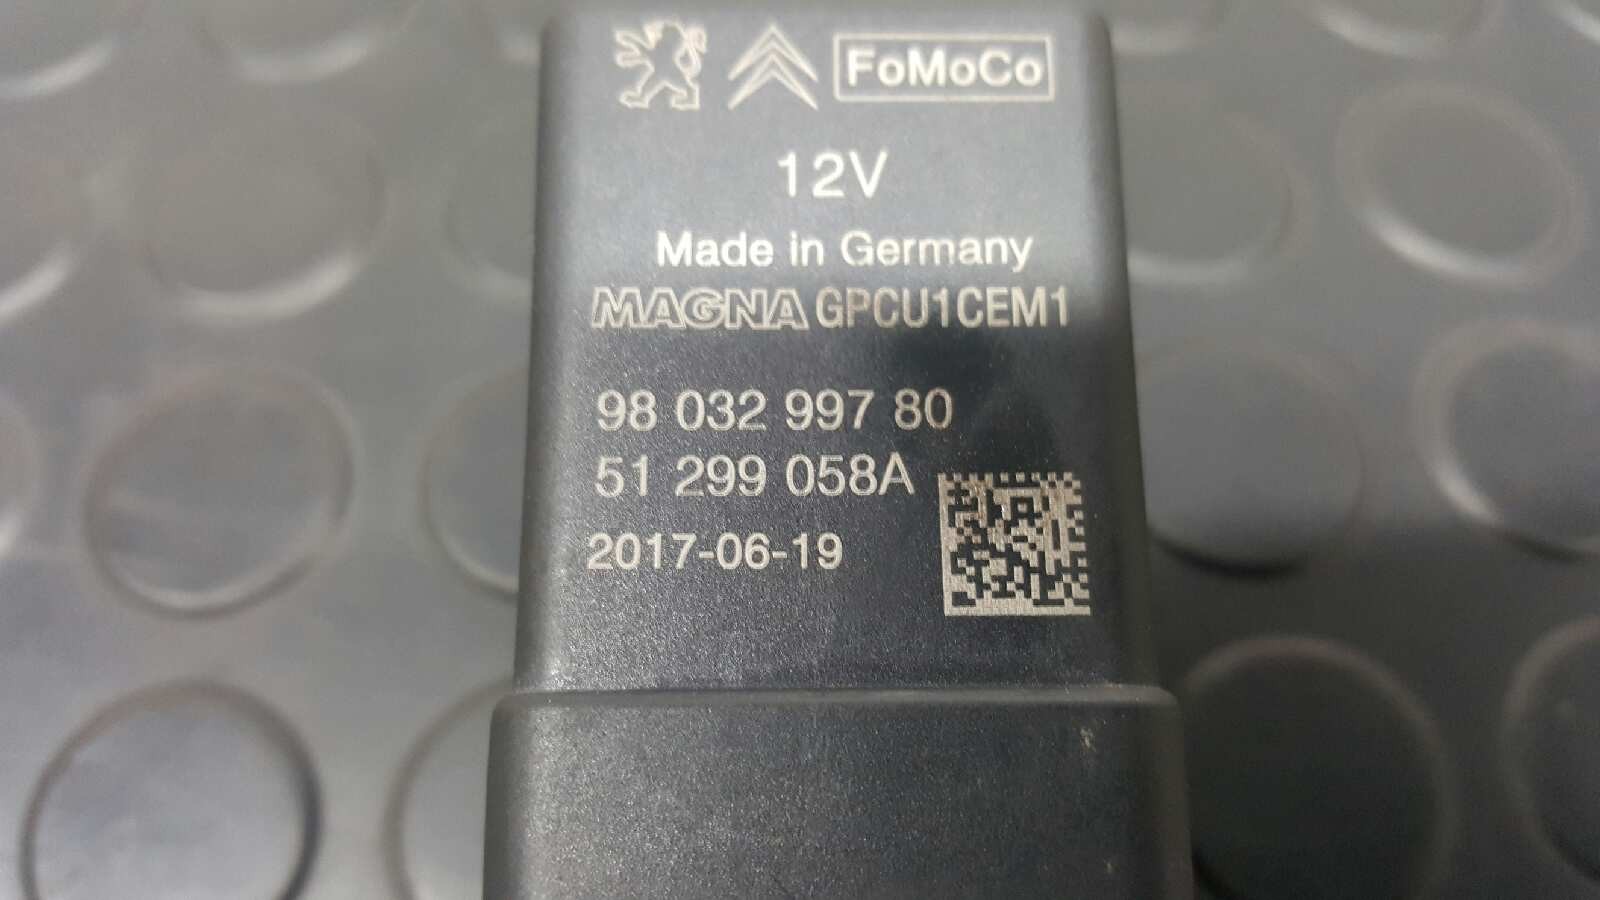 FoMoCo
12V
Made in Germany
MAGNA GPCU1CEM1
98 032 997 80
51 299 058A
2017-06-19